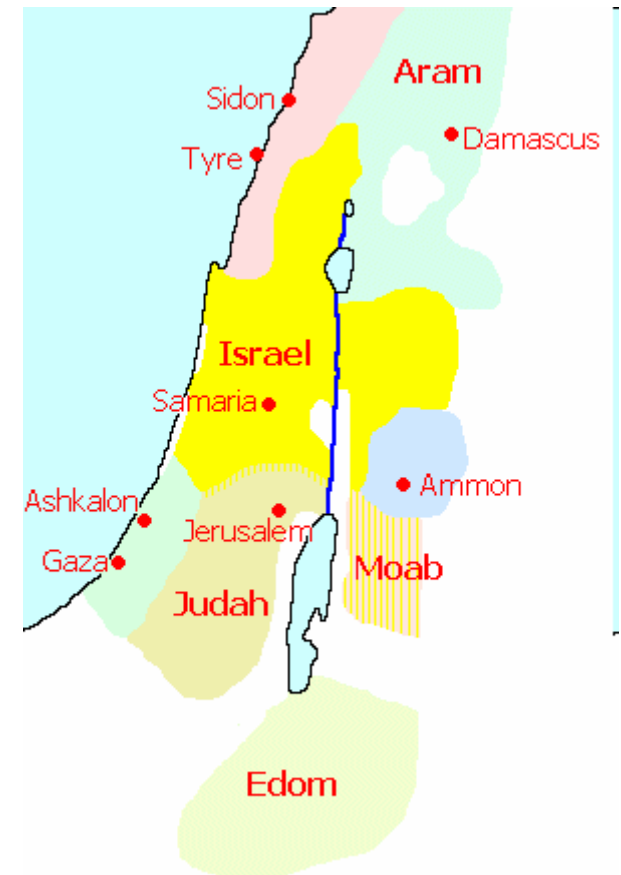 Aram
Sidon
Damascus
Tyre
Israel
Samaria
Ammon
Ashkalon
Jerusalem
Gaza
Moab
Judah
Edom